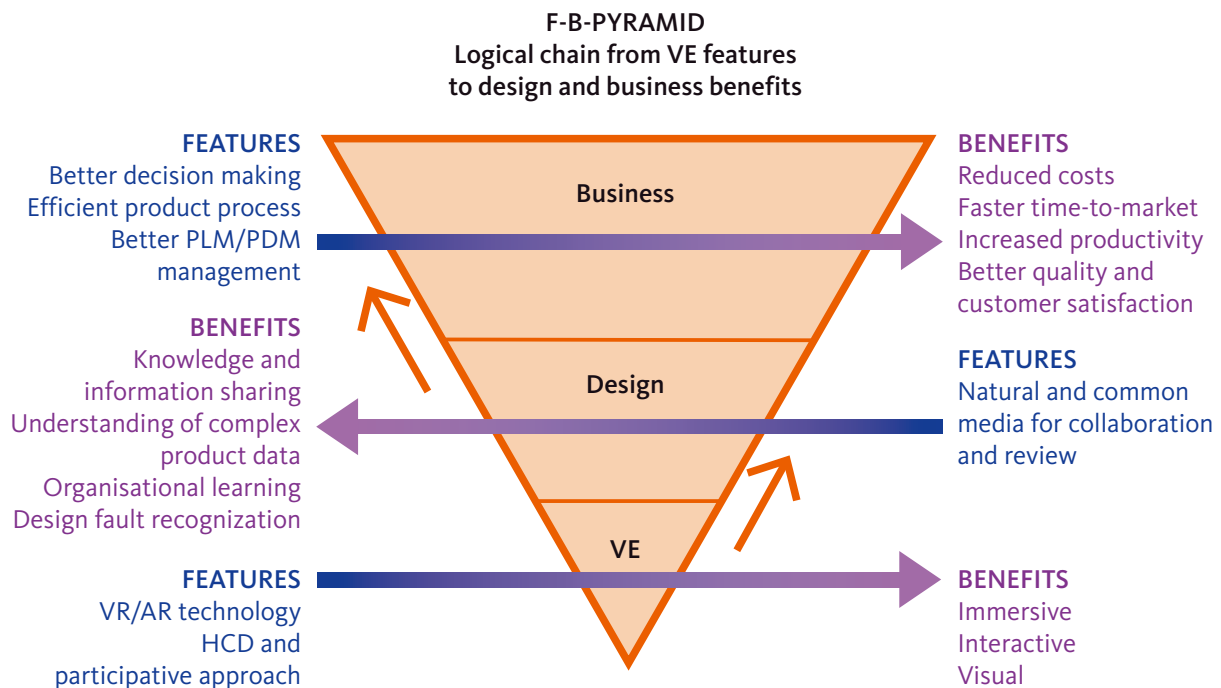 F-B-PYRAMID
Logical chain from VE features
to design and business benefits
FEATURES
Better decision making
Efficient product process
Better PLM/PDM
management
Business
BENEFITS
Reduced costs
Faster time-to-market
Increased productivity
Better quality and
customer satisfaction
BENEFITS
Knowledge and
information sharing
Understanding of complex
product data
Organisational learning
Design fault recognization
Design
FEATURES
Natural and common
media for collaboration
and review
FEATURES
VR/AR technology
HCD and
participative approach
VE
BENEFITS
Immersive
Interactive
Visual